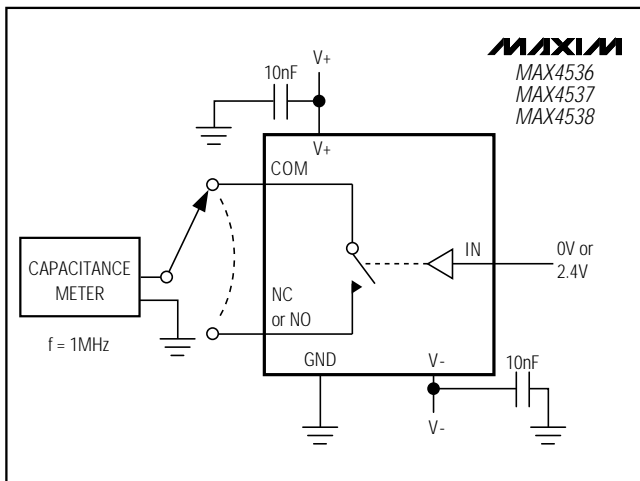 MAXIM
MAX4536
MAX4537
MAX4538
V+
10nF
V+
COM
IN
0V or
2.4V
CAPACITANCE
METER
NC
or NO
f = 1MHz
GND
V-
10nF
V-